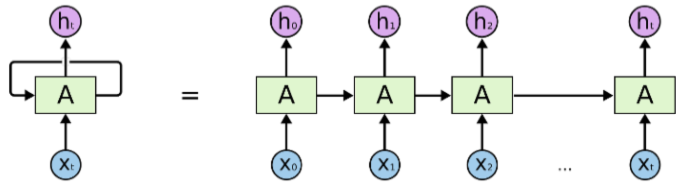 hₜ h₀ h₁ h₂ hₜ
A = A A A A
xₜ x₀ x₁ x₂ ... xₜ